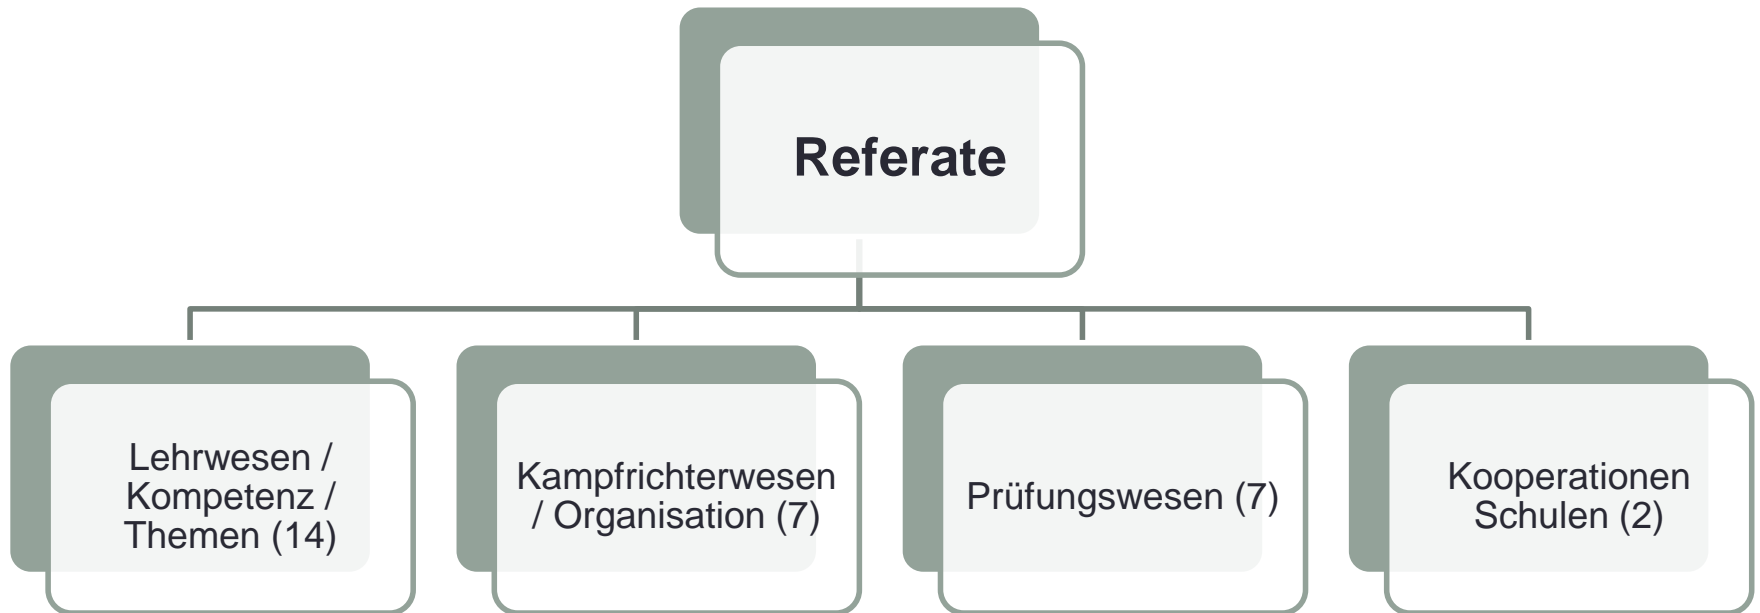 Referate
Lehrwesen /
Kompetenz /
Themen (14)
Kampfrichterwesen
/ Organisation (7)
Prüfungswesen (7)
Kooperationen
Schulen (2)